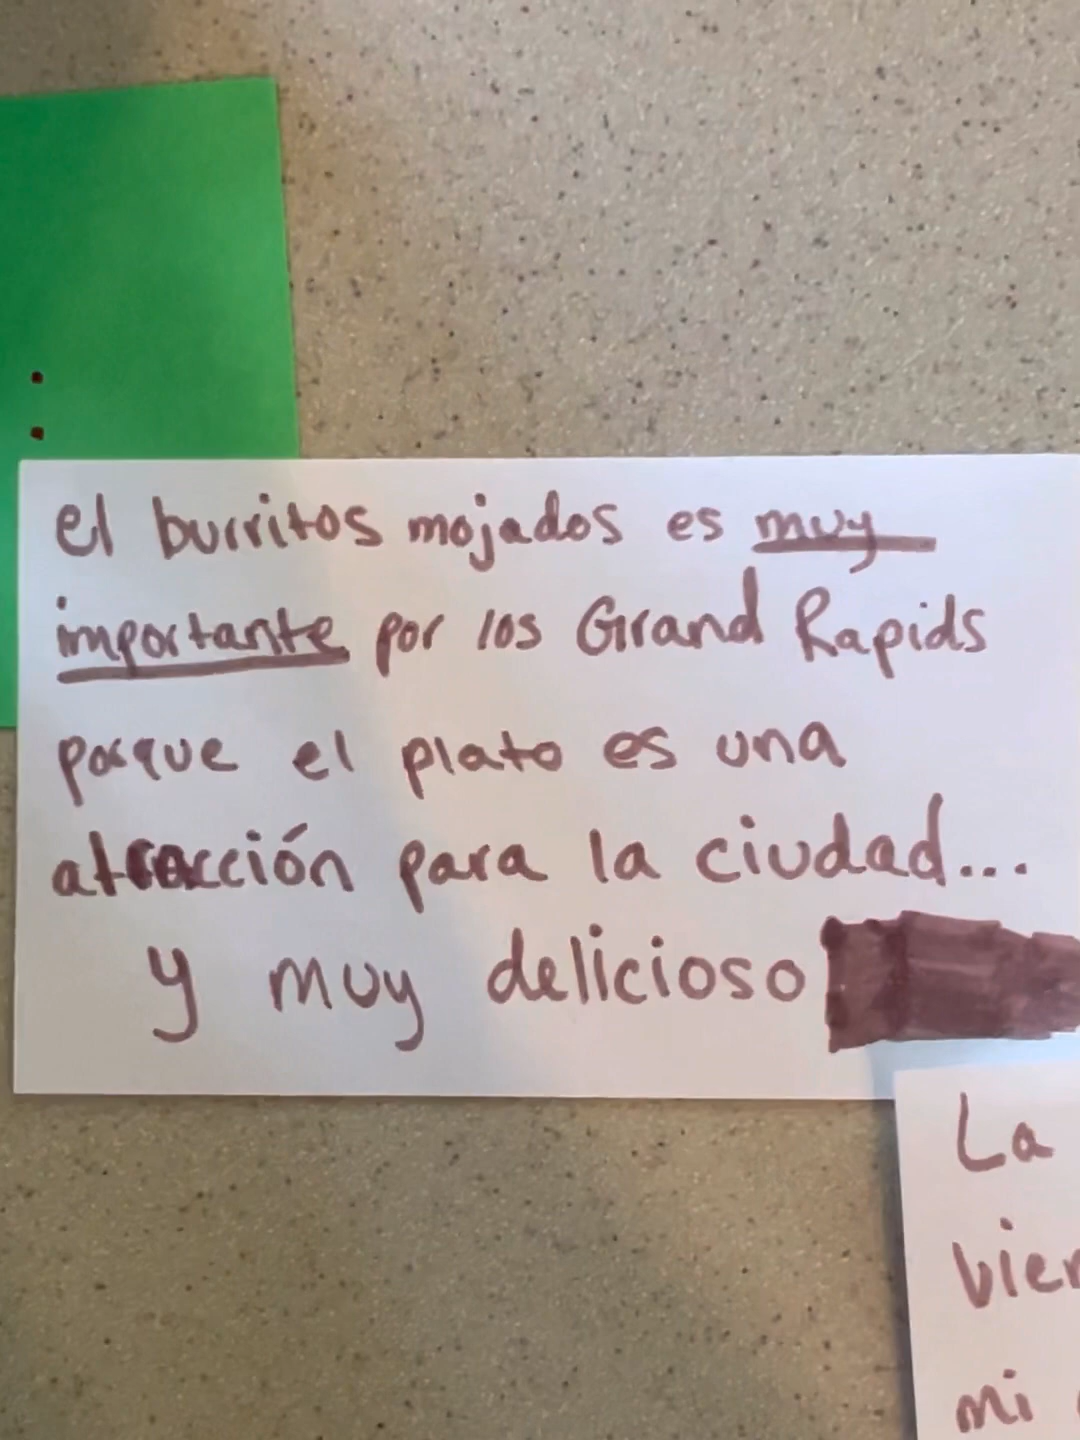 el burritos mojados es muy
importante por los Grand Rapids
porque el plato es una
atracción para la ciudad...
y muy delicioso
La
mi